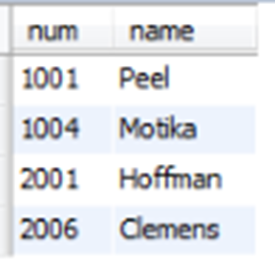 num name
1001 Peel
1004 Motika
2001 Hoffman
2006 Clemens